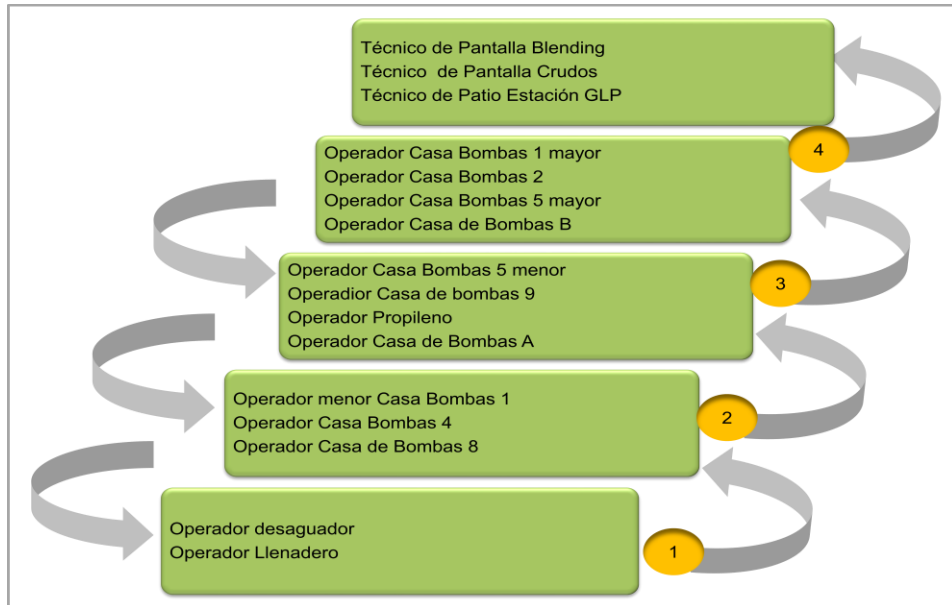 Técnico de Pantalla Blending
Técnico de Pantalla Crudos
Técnico de Patio Estación GLP
4
Operador Casa Bombas 1 mayor
Operador Casa Bombas 2
Operador Casa Bombas 5 mayor
Operador Casa de Bombas B
3
Operador Casa Bombas 5 menor
Operadior Casa de bombas 9
Operador Propileno
Operador Casa de Bombas A
2
Operador menor Casa Bombas 1
Operador Casa Bombas 4
Operador Casa de Bombas 8
1
Operador desaguador
Operador Llenadero